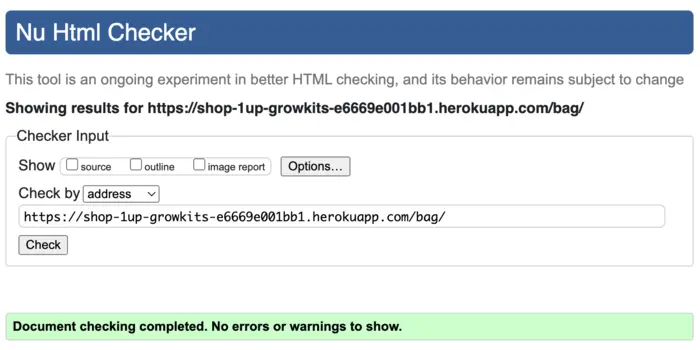 Nu Html Checker
This tool is an ongoing experiment in better HTML checking, and its behavior remains subject to change
Showing results for https://shop-1up-growkits-e6669e001bb1.herokuapp.com/bag/
Checker Input
Show source outline image report Options...
Check by address
https://shop-1up-growkits-e6669e001bb1.herokuapp.com/bag/
Check
Document checking completed. No errors or warnings to show.